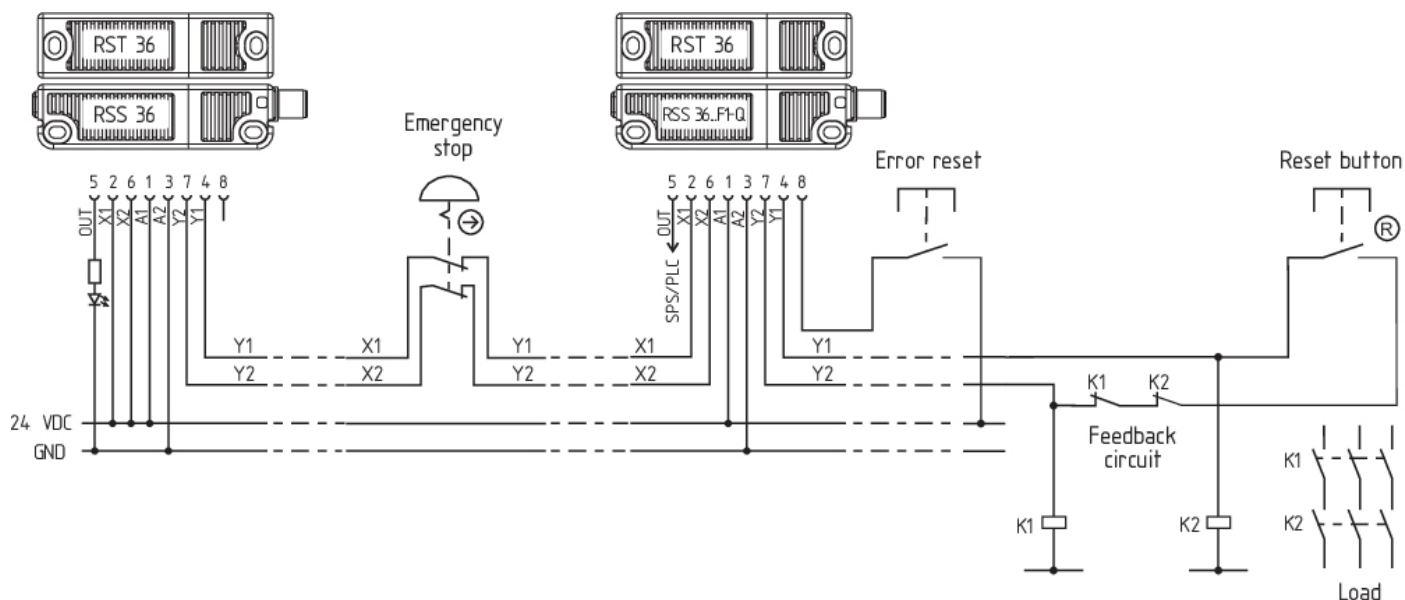 RST 36
RST 36
RSS 36
RSS 36..F1-Q
Emergency
stop
Error reset
Reset button
5 2 6 1 3 7 4 8
5 2 6 1 3 7 4 8
OUT X1 X2 A1 A2 Y2 Y1
OUT X1 X2 A1 A2 Y2 Y1
R
SPS/PLC
Y1 X1 Y1 X1 Y1
Y2 X2 Y2 X2 Y2
K1 K2
24 VDC
GND
Feedback
circuit
K1
K2
K1 K2
Load